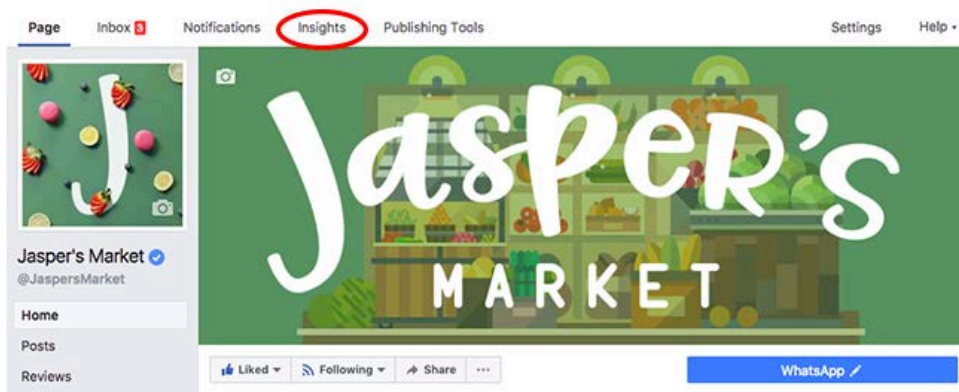 Page Inbox 3 Notifications Insights Publishing Tools Settings Help
J
Jasper's
MARKET
Jasper's Market
@JaspersMarket
Home
Posts
Reviews
Liked Following Share ... WhatsApp